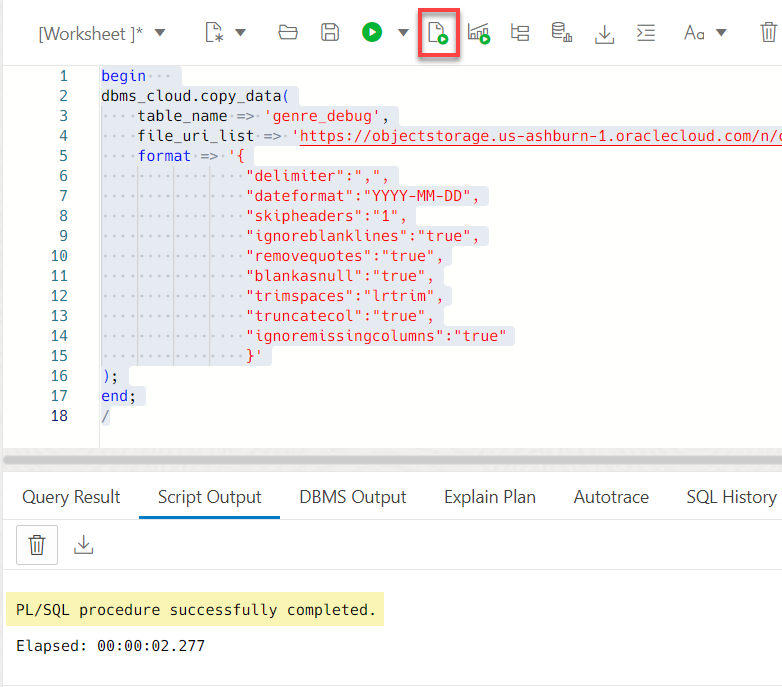 [Worksheet ]* Aa
1 begin
2 dbms_cloud.copy_data(
3 table_name => 'genre_debug',
4 file_uri_list => 'https://objectstorage.us-ashburn-1.oraclecloud.com/n/
5 format => '{
6 "delimiter":",",
7 "dateformat":"YYYY-MM-DD",
8 "skipheaders":"1",
9 "ignoreblanklines":"true",
10 "removequotes":"true",
11 "blankasnull":"true",
12 "trimspaces":"lrtrim",
13 "truncatecol":"true",
14 "ignoremissingcolumns":"true"
15 }'
16 );
17 end;
18 /
Query Result Script Output DBMS Output Explain Plan Autotrace SQL History
PL/SQL procedure successfully completed.
Elapsed: 00:00:02.277